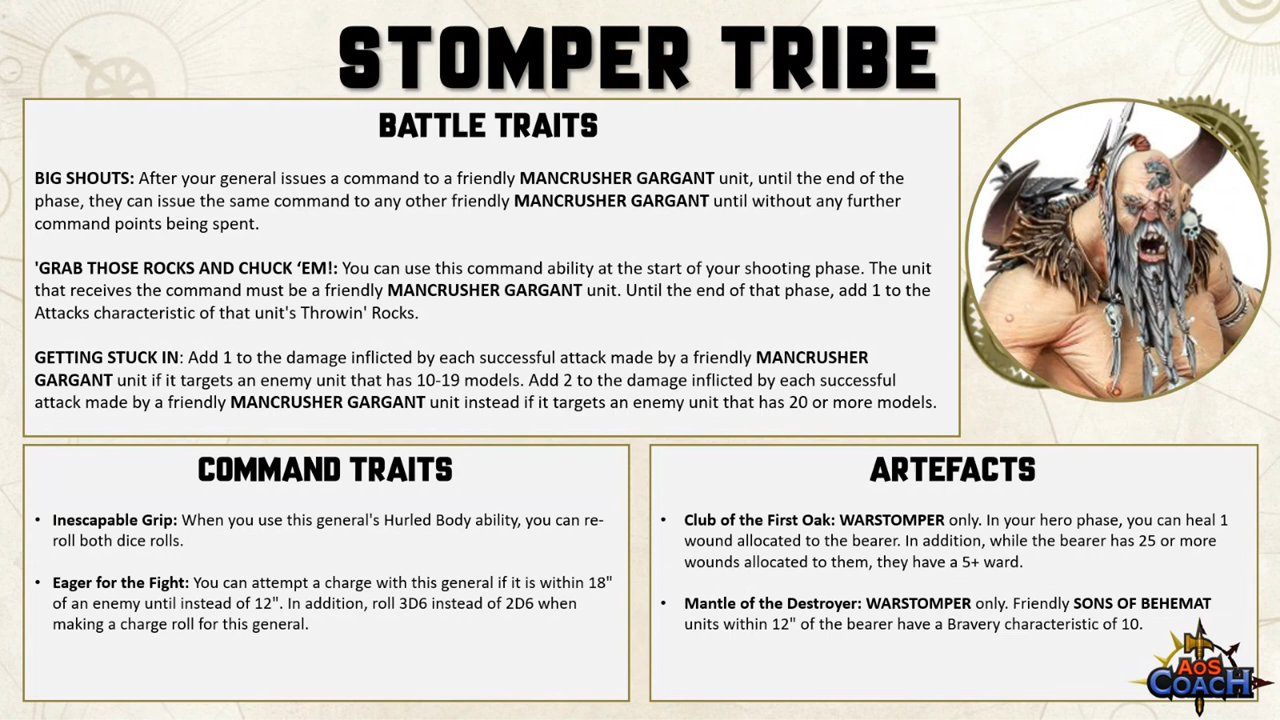 STOMPER TRIBE
BATTLE TRAITS
BIG SHOUTS: After your general issues a command to a friendly MANCRUSHER GARGANT unit, until the end of the
phase, they can issue the same command to any other friendly MANCRUSHER GARGANT until without any further
command points being spent.
'GRAB THOSE ROCKS AND CHUCK ‘EM!: You can use this command ability at the start of your shooting phase. The unit
that receives the command must be a friendly MANCRUSHER GARGANT unit. Until the end of that phase, add 1 to the
Attacks characteristic of that unit's Throwin' Rocks.
GETTING STUCK IN: Add 1 to the damage inflicted by each successful attack made by a friendly MANCRUSHER
GARGANT unit if it targets an enemy unit that has 10-19 models. Add 2 to the damage inflicted by each successful
attack made by a friendly MANCRUSHER GARGANT unit instead if it targets an enemy unit that has 20 or more models.
COMMAND TRAITS
• Inescapable Grip: When you use this general's Hurled Body ability, you can re-
roll both dice rolls.
• Eager for the Fight: You can attempt a charge with this general if it is within 18"
of an enemy until instead of 12". In addition, roll 3D6 instead of 2D6 when
making a charge roll for this general.
ARTEFACTS
• Club of the First Oak: WARSTOMPER only. In your hero phase, you can heal 1
wound allocated to the bearer. In addition, while the bearer has 25 or more
wounds allocated to them, they have a 5+ ward.
• Mantle of the Destroyer: WARSTOMPER only. Friendly SONS OF BEHEMAT
units within 12" of the bearer have a Bravery characteristic of 10.
AoS
COACH